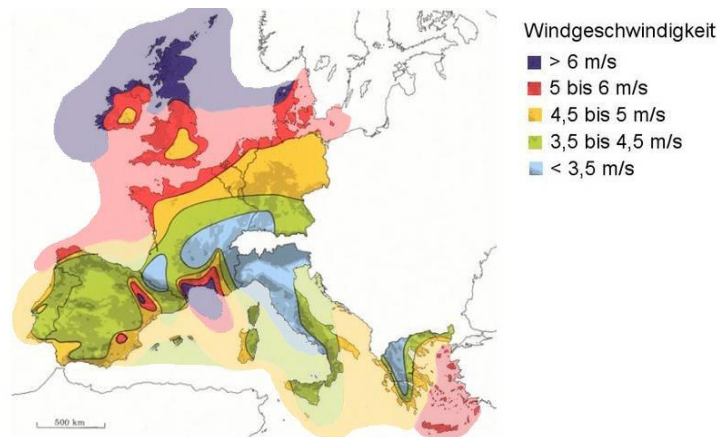 Windgeschwindigkeit
> 6 m/s
5 bis 6 m/s
4,5 bis 5 m/s
3,5 bis 4,5 m/s
< 3,5 m/s
500 km